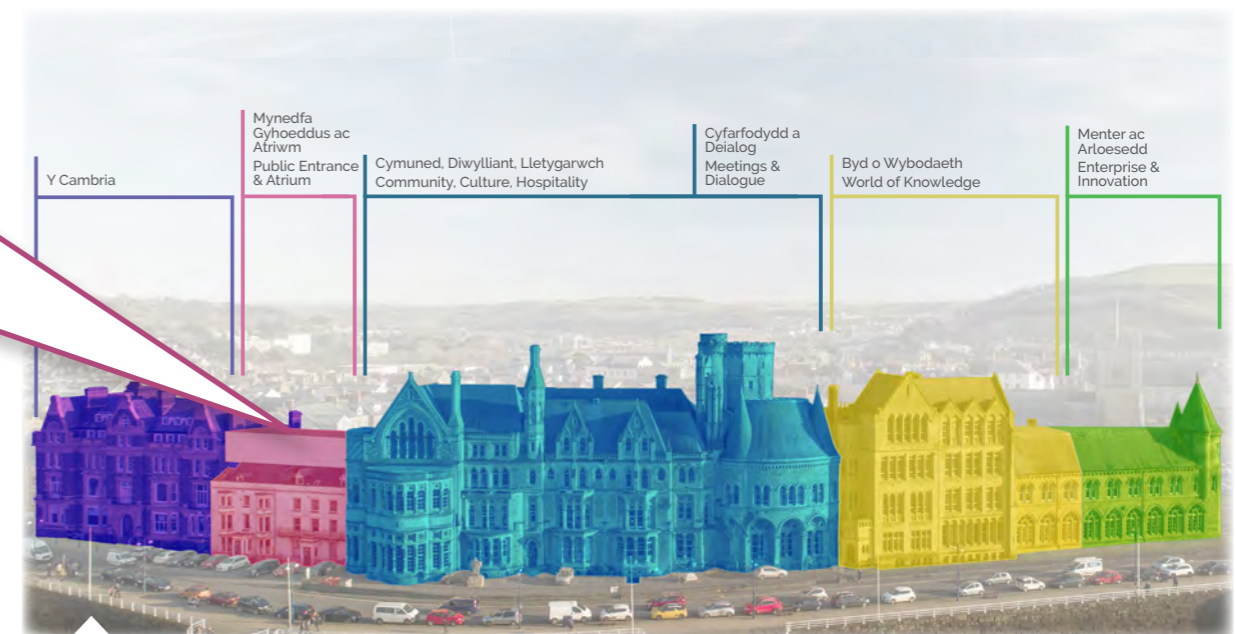 Y Cambria
Mynedfa
Gyhoeddus ac
Atriwm
Public Entrance
& Atrium
Cymuned, Diwylliant, Lletygarwch
Community, Culture, Hospitality
Cyfarfodydd a
Deialog
Meetings &
Dialogue
Byd o Wybodaeth
World of Knowledge
Menter ac
Arloesedd
Enterprise &
Innovation